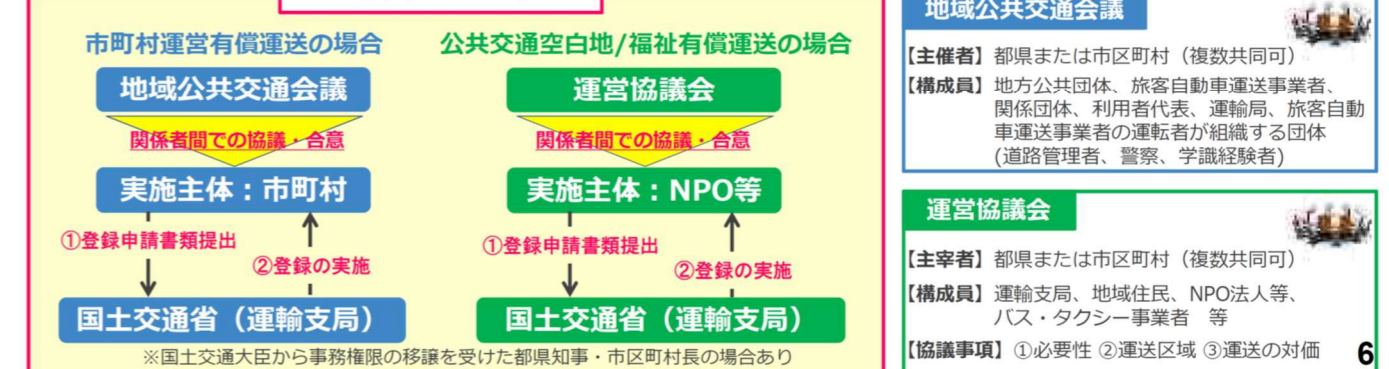 市町村運営有償運送の場合
地域公共交通会議
関係者間での協議・合意
実施主体：市町村
①登録申請書類提出
②登録の実施
国土交通省（運輸支局）
公共交通空白地/福祉有償運送の場合
運営協議会
関係者間での協議・合意
実施主体：NPO等
①登録申請書類提出
②登録の実施
国土交通省（運輸支局）
※国土交通大臣から事務権限の移譲を受けた都県知事・市区町村長の場合あり
地域公共交通会議
【主催者】都県または市区町村（複数共同可）
【構成員】地方公共団体、旅客自動車運送事業者、
関係団体、利用者代表、運輸局、旅客自動
車運送事業者の運転者が組織する団体
(道路管理者、警察、学識経験者)
運営協議会
【主宰者】都県または市区町村（複数共同可）
【構成員】運輸支局、地域住民、NPO法人等、
バス・タクシー事業者　等
【協議事項】①必要性 ②運送区域 ③運送の対価
6